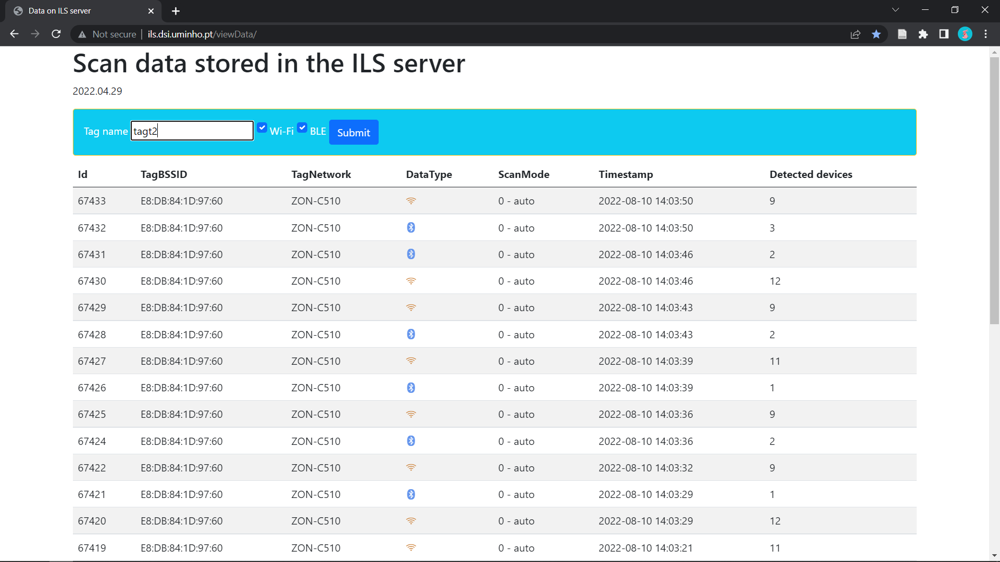 Data on ILS server
Not secure | ils.dsi.uminho.pt/viewData/
Scan data stored in the ILS server
2022.04.29
Tag name tagt2 Wi-Fi BLE Submit
Id TagBSSID TagNetwork DataType ScanMode Timestamp Detected devices
67433 E8:DB:84:1D:97:60 ZON-C510 0 - auto 2022-08-10 14:03:50 9
67432 E8:DB:84:1D:97:60 ZON-C510 0 - auto 2022-08-10 14:03:50 3
67431 E8:DB:84:1D:97:60 ZON-C510 0 - auto 2022-08-10 14:03:46 2
67430 E8:DB:84:1D:97:60 ZON-C510 0 - auto 2022-08-10 14:03:46 12
67429 E8:DB:84:1D:97:60 ZON-C510 0 - auto 2022-08-10 14:03:43 9
67428 E8:DB:84:1D:97:60 ZON-C510 0 - auto 2022-08-10 14:03:43 2
67427 E8:DB:84:1D:97:60 ZON-C510 0 - auto 2022-08-10 14:03:39 11
67426 E8:DB:84:1D:97:60 ZON-C510 0 - auto 2022-08-10 14:03:39 1
67425 E8:DB:84:1D:97:60 ZON-C510 0 - auto 2022-08-10 14:03:36 9
67424 E8:DB:84:1D:97:60 ZON-C510 0 - auto 2022-08-10 14:03:36 2
67422 E8:DB:84:1D:97:60 ZON-C510 0 - auto 2022-08-10 14:03:32 9
67421 E8:DB:84:1D:97:60 ZON-C510 0 - auto 2022-08-10 14:03:29 1
67420 E8:DB:84:1D:97:60 ZON-C510 0 - auto 2022-08-10 14:03:29 12
67419 E8:DB:84:1D:97:60 ZON-C510 0 - auto 2022-08-10 14:03:21 11